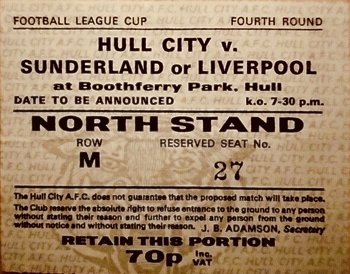 FOOTBALL LEAGUE CUP FOURTH ROUND
HULL CITY v.
SUNDERLAND or LIVERPOOL
at Boothferry Park, Hull
DATE TO BE ANNOUNCED k.o. 7-30 p.m.
NORTH STAND
ROW RESERVED SEAT No.
M 27
The Hull City A.F.C. does not guarantee that the proposed match will take place.
The Club reserve the absolute right to refuse entrance to the ground to any person
without stating their reason and further to expel any person from the ground
without notice and without stating their reason. J. B. ADAMSON, Secretary
RETAIN THIS PORTION
70p Inc. VAT